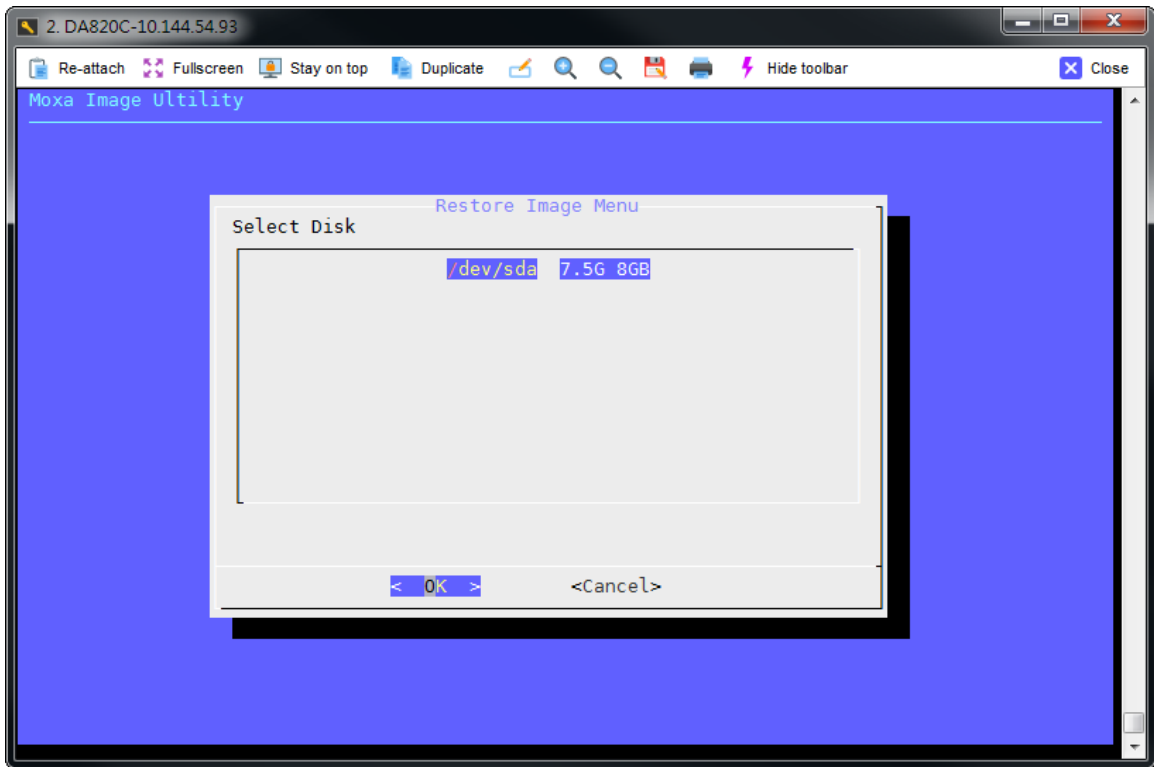 2. DA820C-10.144.54.93
Re-attach Fullscreen Stay on top Duplicate Hide toolbar Close
Moxa Image Ultility
Restore Image Menu
Select Disk
/dev/sda 7.5G 8GB
< OK > <Cancel>